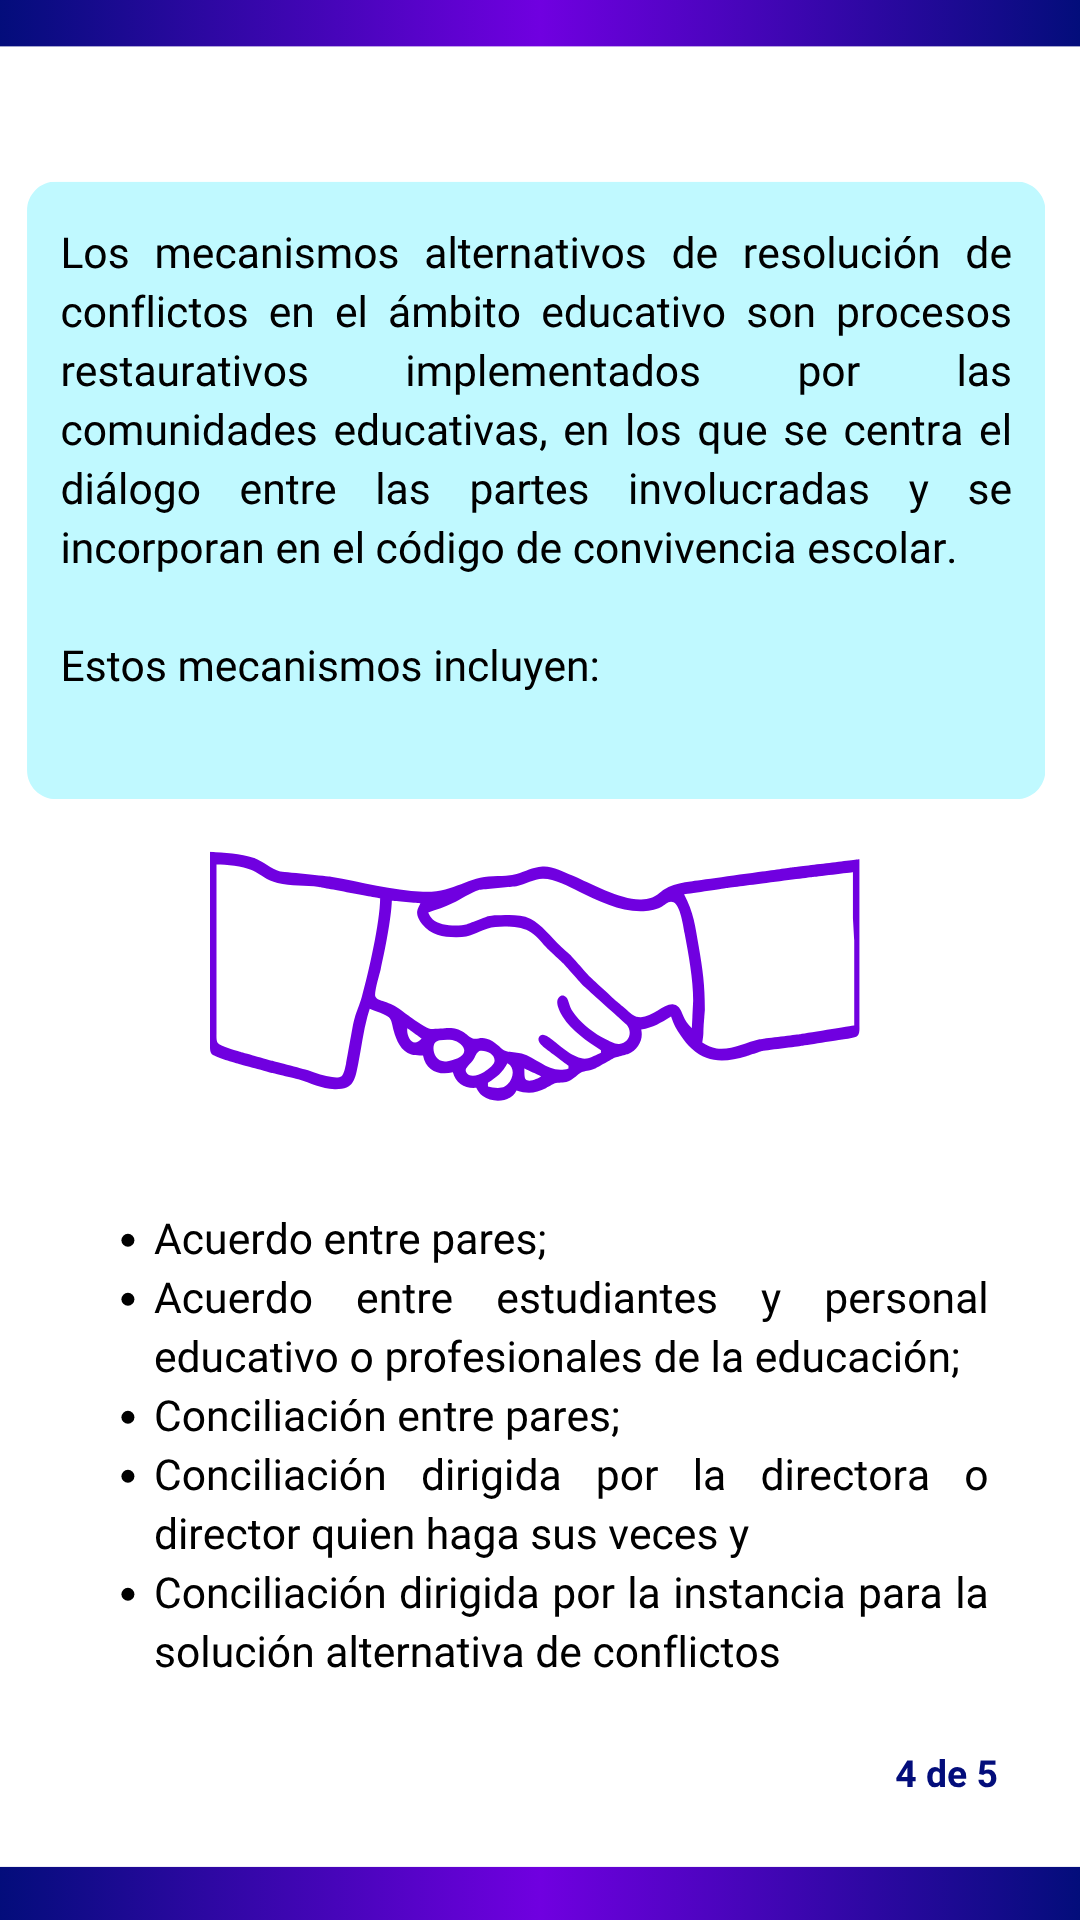 Los mecanismos alternativos de resolución de
conflictos en el ámbito educativo son procesos
restaurativos implementados por las
comunidades educativas, en los que se centra el
diálogo entre las partes involucradas y se
incorporan en el código de convivencia escolar.
Estos mecanismos incluyen:
• Acuerdo entre pares;
• Acuerdo entre estudiantes y personal
educativo o profesionales de la educación;
• Conciliación entre pares;
• Conciliación dirigida por la directora o
director quien haga sus veces y
• Conciliación dirigida por la instancia para la
solución alternativa de conflictos
4 de 5